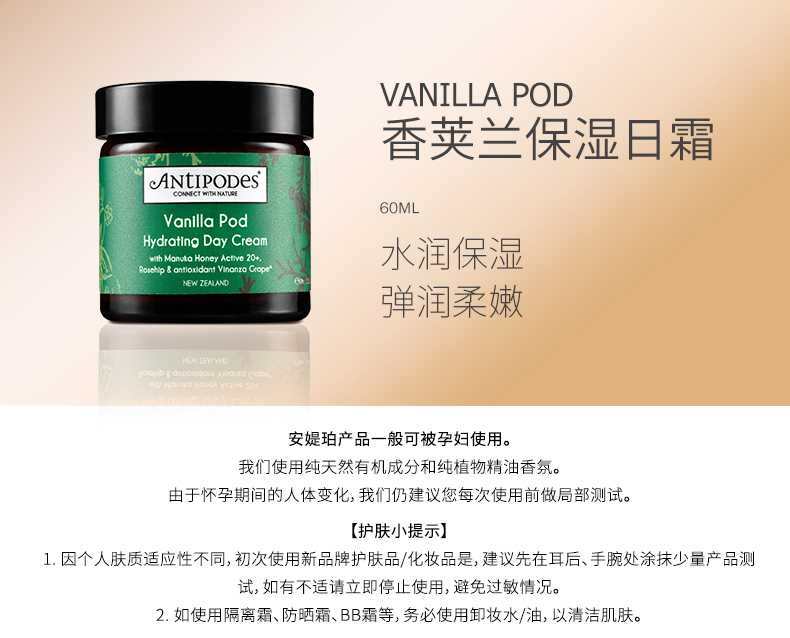 ANTIPODES®
CONNECT WITH NATURE
Vanilla Pod
Hydrating Day Cream
with Manuka Honey Active 20+,
Rosehip & antioxidant Vinanza Grape®
NEW ZEALAND
VANILLA POD
香荚兰保湿日霜
60ML
水润保湿
弹润柔嫩
安媞珀产品一般可被孕妇使用。
我们使用纯天然有机成分和纯植物精油香氛。
由于怀孕期间的人体变化，我们仍建议您每次使用前做局部测试。
【护肤小提示】
1. 因个人肤质适应性不同，初次使用新品牌护肤品/化妆品是，建议先在耳后、手腕处涂抹少量产品测
试，如有不适请立即停止使用，避免过敏情况。
2. 如使用隔离霜、防晒霜、BB霜等，务必使用卸妆水/油，以清洁肌肤。